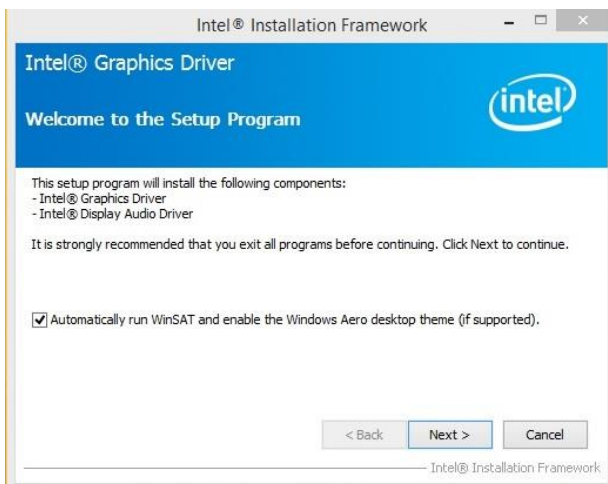 Intel® Installation Framework
Intel® Graphics Driver
intel
Welcome to the Setup Program
This setup program will install the following components:
- Intel® Graphics Driver
- Intel® Display Audio Driver
It is strongly recommended that you exit all programs before continuing. Click Next to continue.
Automatically run WinSAT and enable the Windows Aero desktop theme (if supported).
< Back Next > Cancel
Intel® Installation Framework